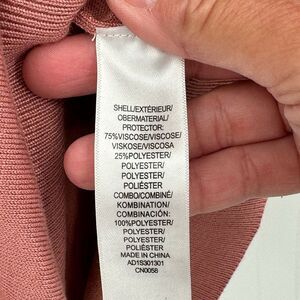 SHELL/EXTÉRIEUR/
OBERMATERIAL/
PROTECTOR:
75%VISCOSE/VISCOSE/
VISKOSE/VISCOSA
25%POLYESTER/
POLYESTER/
POLYESTER/
POLIÉSTER
COMBO/COMBINÉ/
KOMBINATION/
COMBINACIÓN:
100%POLYESTER/
POLYESTER/
POLYESTER/
POLIÉSTER
MADE IN CHINA
AD1S301301
CN0058